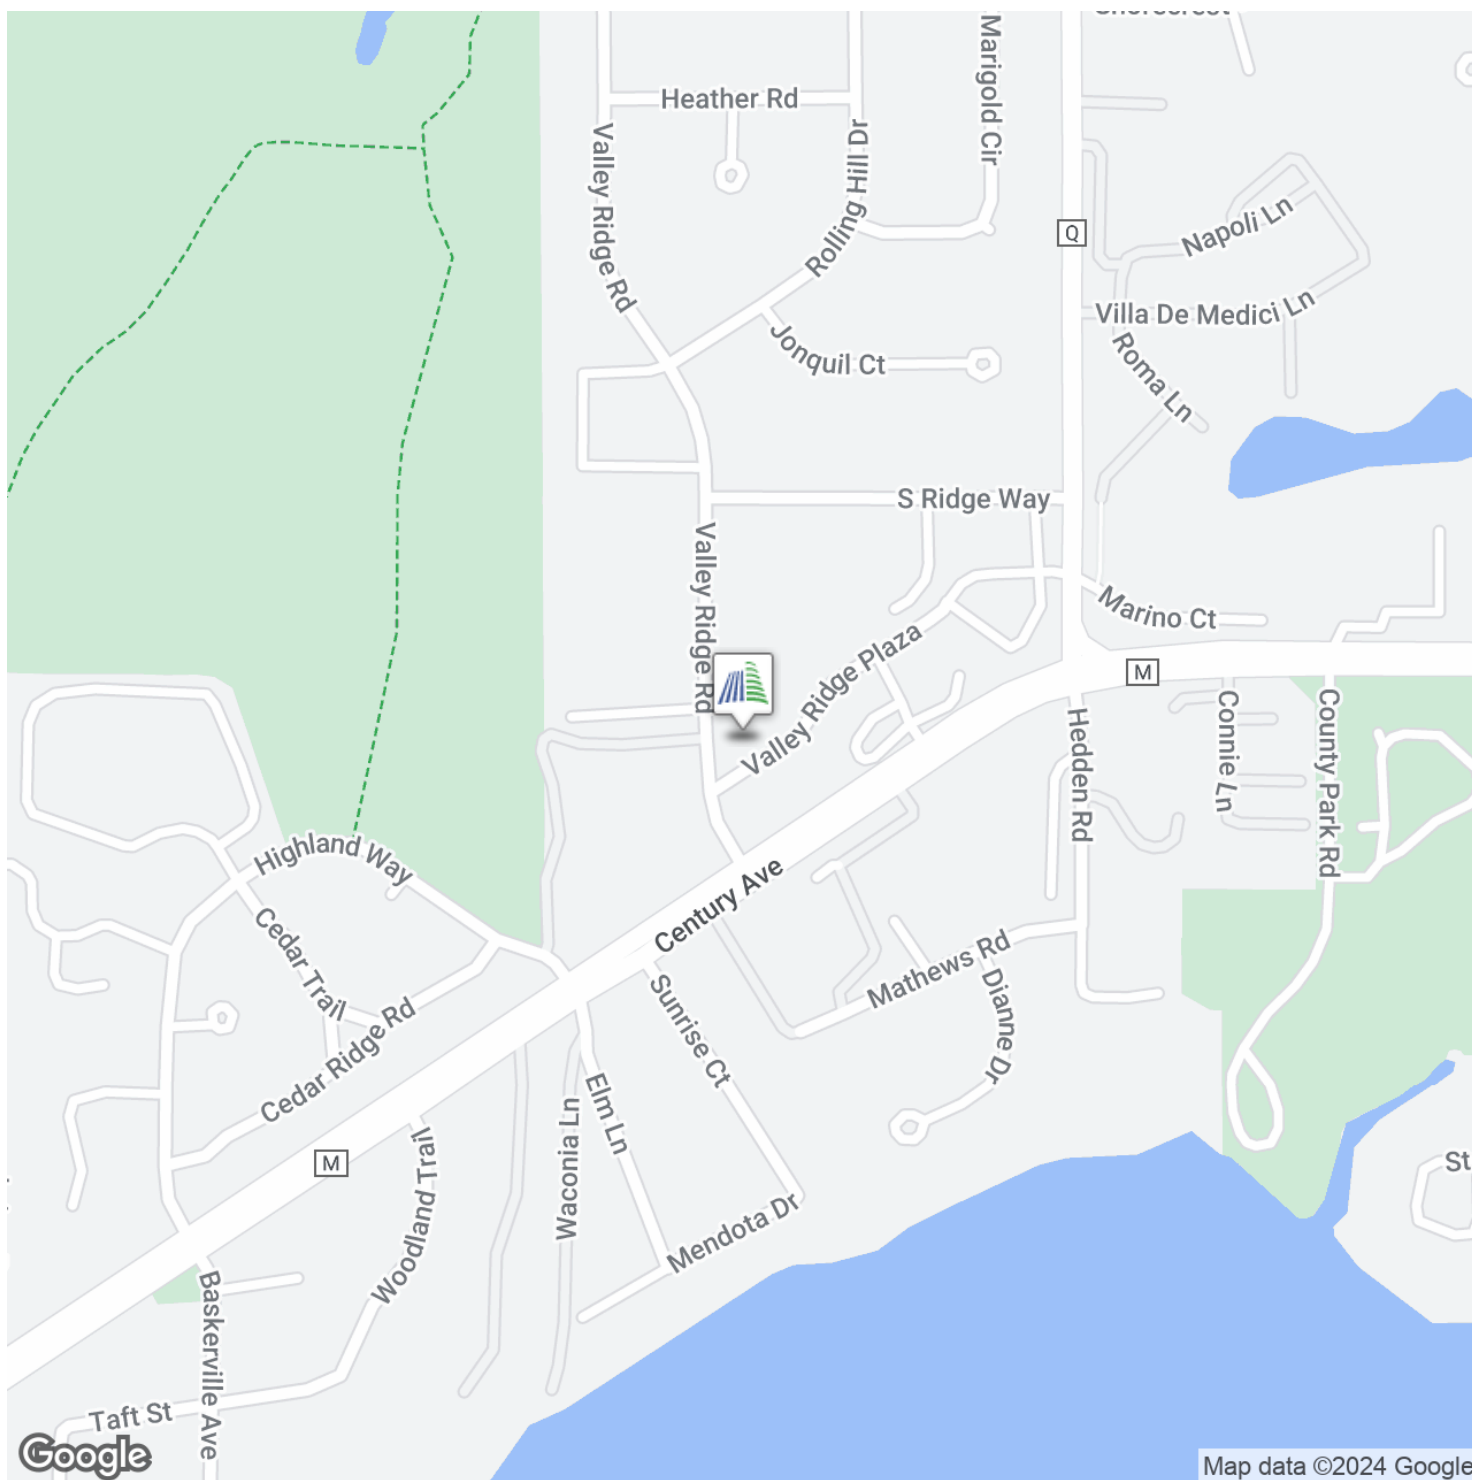 Marigold Cir
Heather Rd
Valley Ridge Rd
Rolling Hill Dr
Q
Napoli Ln
Villa De Medici Ln
Jonquil Ct
Roma Ln
S Ridge Way
Valley Ridge Rd
Marino Ct
Valley Ridge Plaza
M
Hedden Rd
Connie Ln
County Park Rd
Highland Way
Century Ave
Cedar Trail
Mathews Rd
Dianne Dr
Sunrise Ct
Cedar Ridge Rd
Elm Ln
Waconia Ln
M
Woodland Trail
St
Mendota Dr
Baskerville Ave
Taft St
Google
Map data ©2024 Google